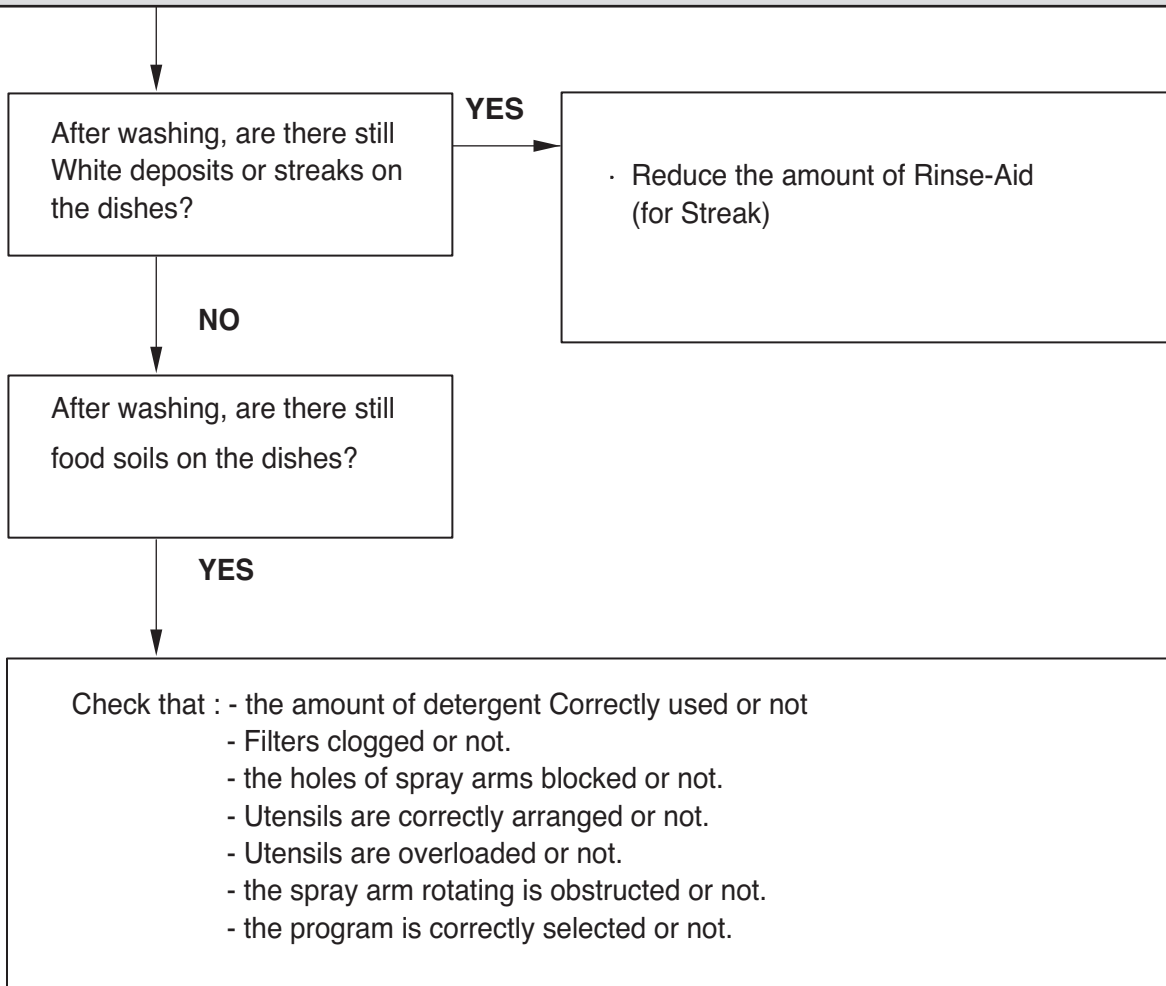 After washing, are there still
White deposits or streaks on
the dishes?
YES
· Reduce the amount of Rinse-Aid
(for Streak)
NO
After washing, are there still
food soils on the dishes?
YES
Check that : - the amount of detergent Correctly used or not
- Filters clogged or not.
- the holes of spray arms blocked or not.
- Utensils are correctly arranged or not.
- Utensils are overloaded or not.
- the spray arm rotating is obstructed or not.
- the program is correctly selected or not.